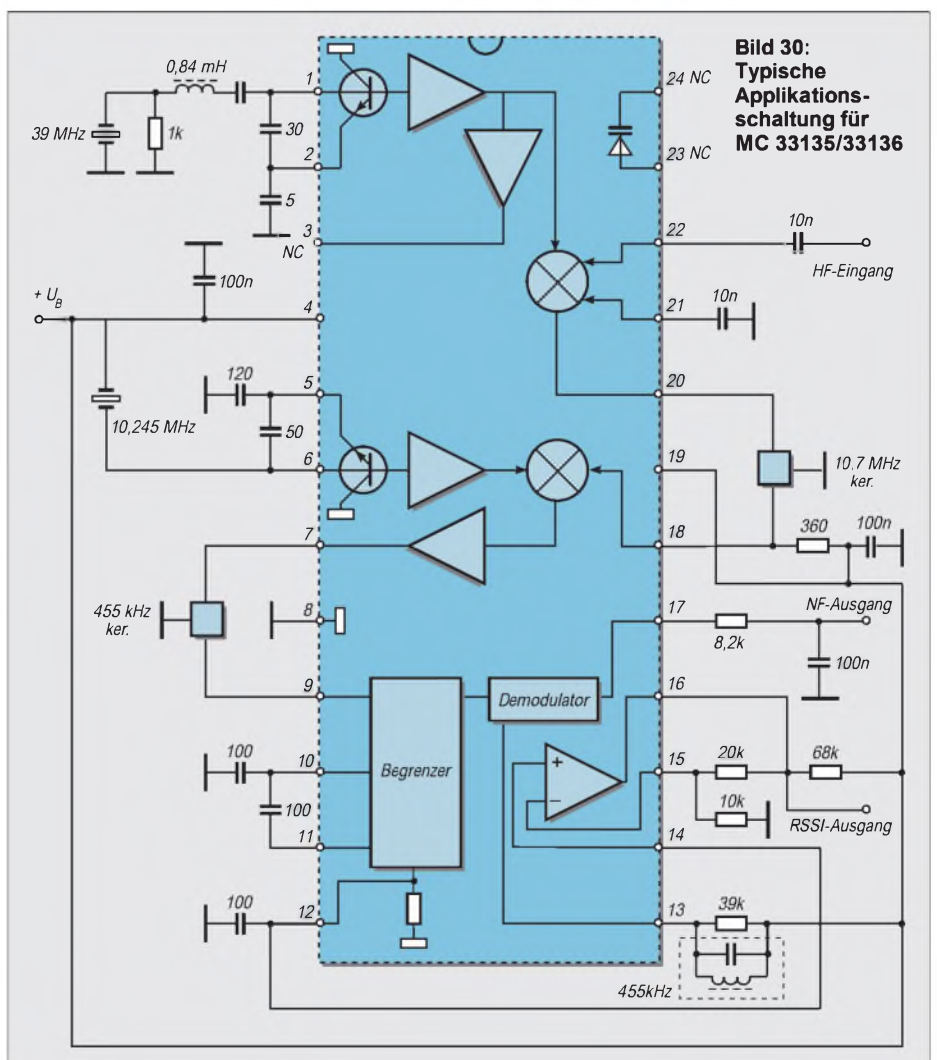 Bild 30:
Typische
Applikations-
schaltung für
MC 33135/33136
0,84 mH
39 MHz
1k
30
5
1
2
3
NC
100n
+ UB
4
120
5
50
10,245 MHz
6
7
455 kHz
ker.
8
9
100
10
100
11
100
12
Begrenzer
Demodulator
+
−
24 NC
23 NC
22
10n
HF-Eingang
21
10n
20
19
10.7 MHz
ker.
18
360
100n
17
NF-Ausgang
8,2k
100n
16
15
20k
68k
10k
RSSI-Ausgang
14
13
39k
455kHz